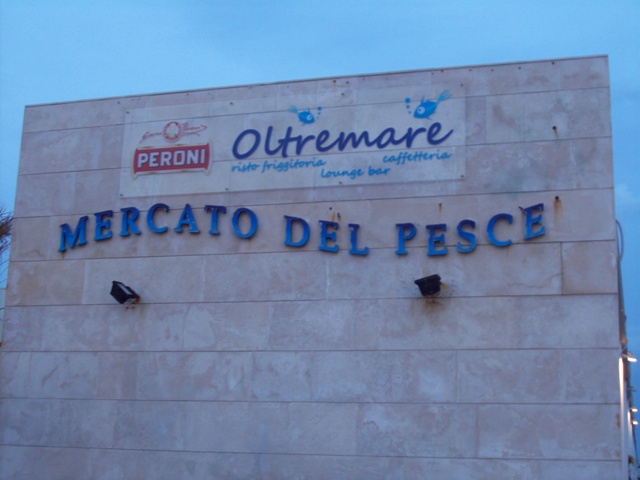 PERONI
Oltremare
risto friggitoria caffetteria
lounge bar
MERCATO DEL PESCE